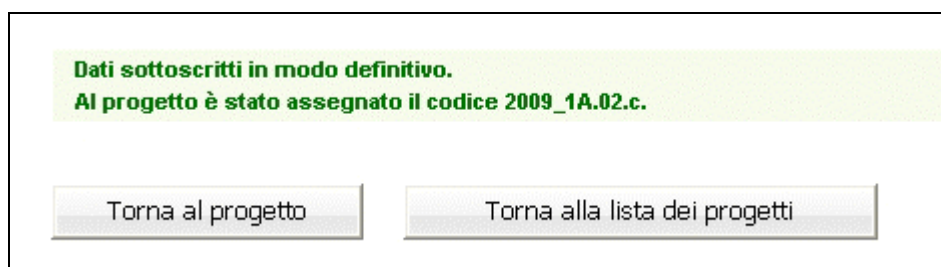 Dati sottoscritti in modo definitivo.
Al progetto è stato assegnato il codice 2009_1A.02.c.
Torna al progetto
Torna alla lista dei progetti